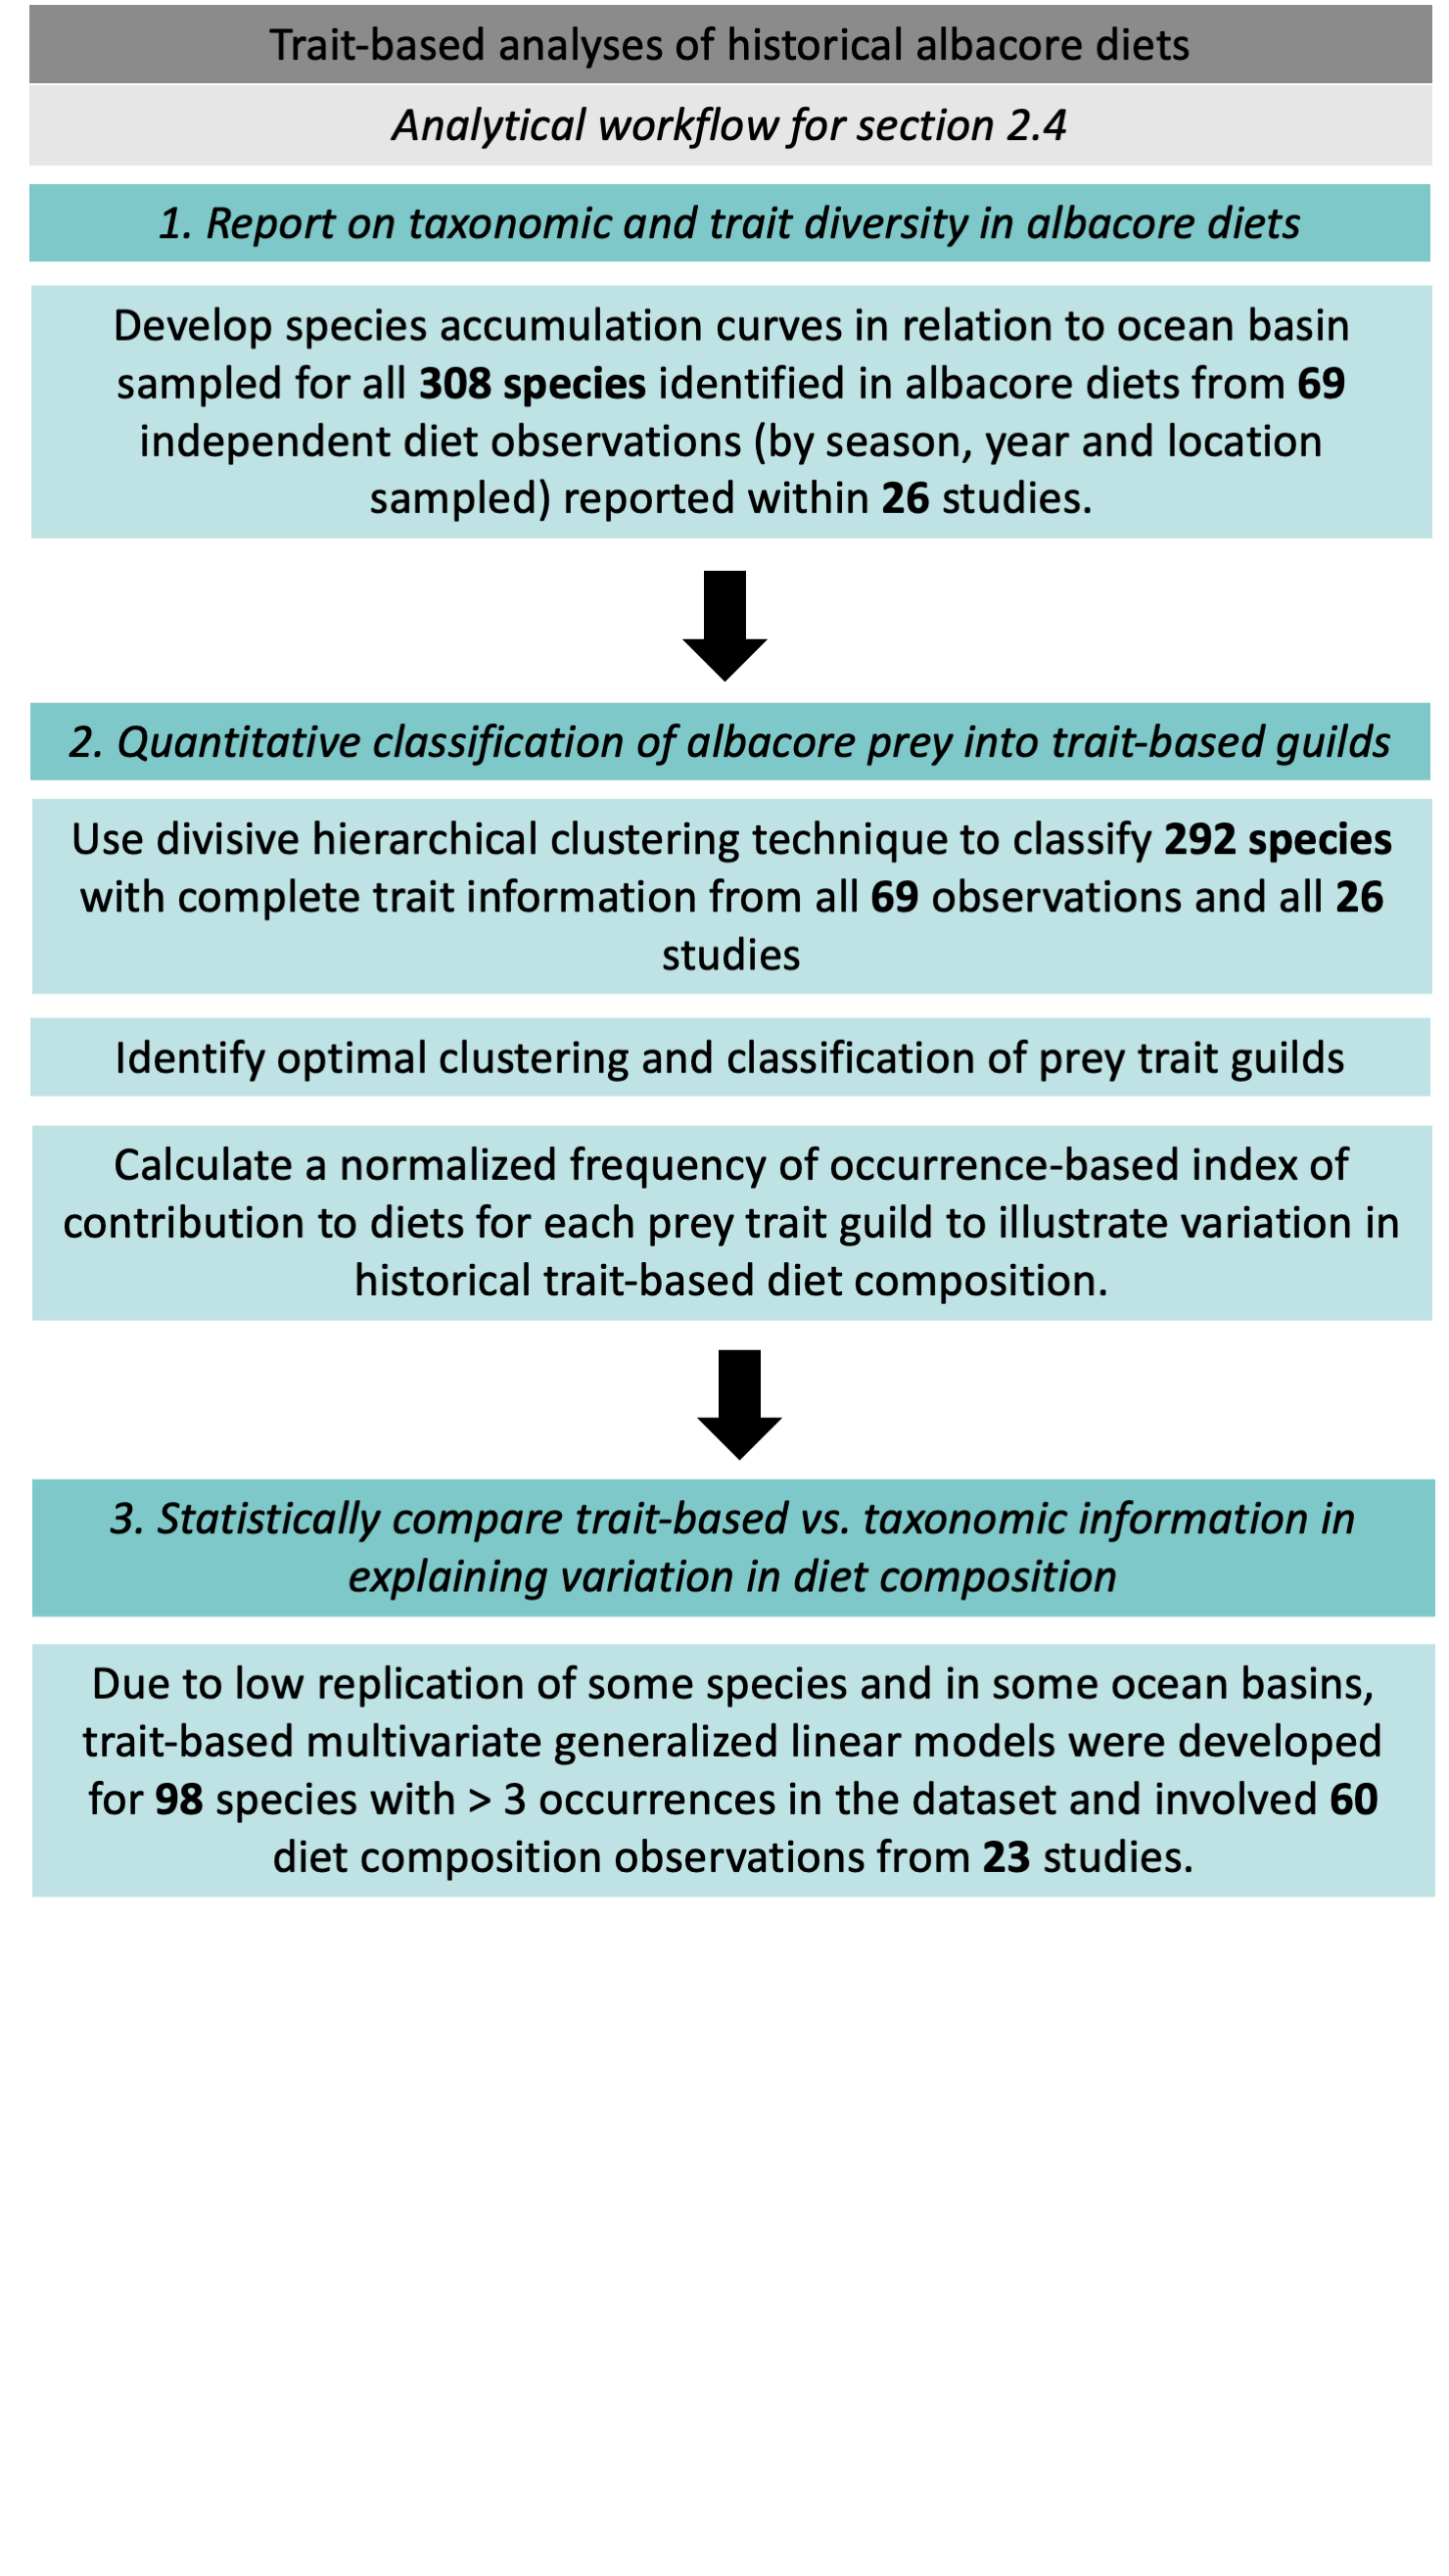 Trait-based analyses of historical albacore diets
Analytical workflow for section 2.4
1. Report on taxonomic and trait diversity in albacore diets
Develop species accumulation curves in relation to ocean basin
sampled for all 308 species identified in albacore diets from 69
independent diet observations (by season, year and location
sampled) reported within 26 studies.
2. Quantitative classification of albacore prey into trait-based guilds
Use divisive hierarchical clustering technique to classify 292 species
with complete trait information from all 69 observations and all 26
studies
Identify optimal clustering and classification of prey trait guilds
Calculate a normalized frequency of occurrence-based index of
contribution to diets for each prey trait guild to illustrate variation in
historical trait-based diet composition.
3. Statistically compare trait-based vs. taxonomic information in
explaining variation in diet composition
Due to low replication of some species and in some ocean basins,
trait-based multivariate generalized linear models were developed
for 98 species with > 3 occurrences in the dataset and involved 60
diet composition observations from 23 studies.